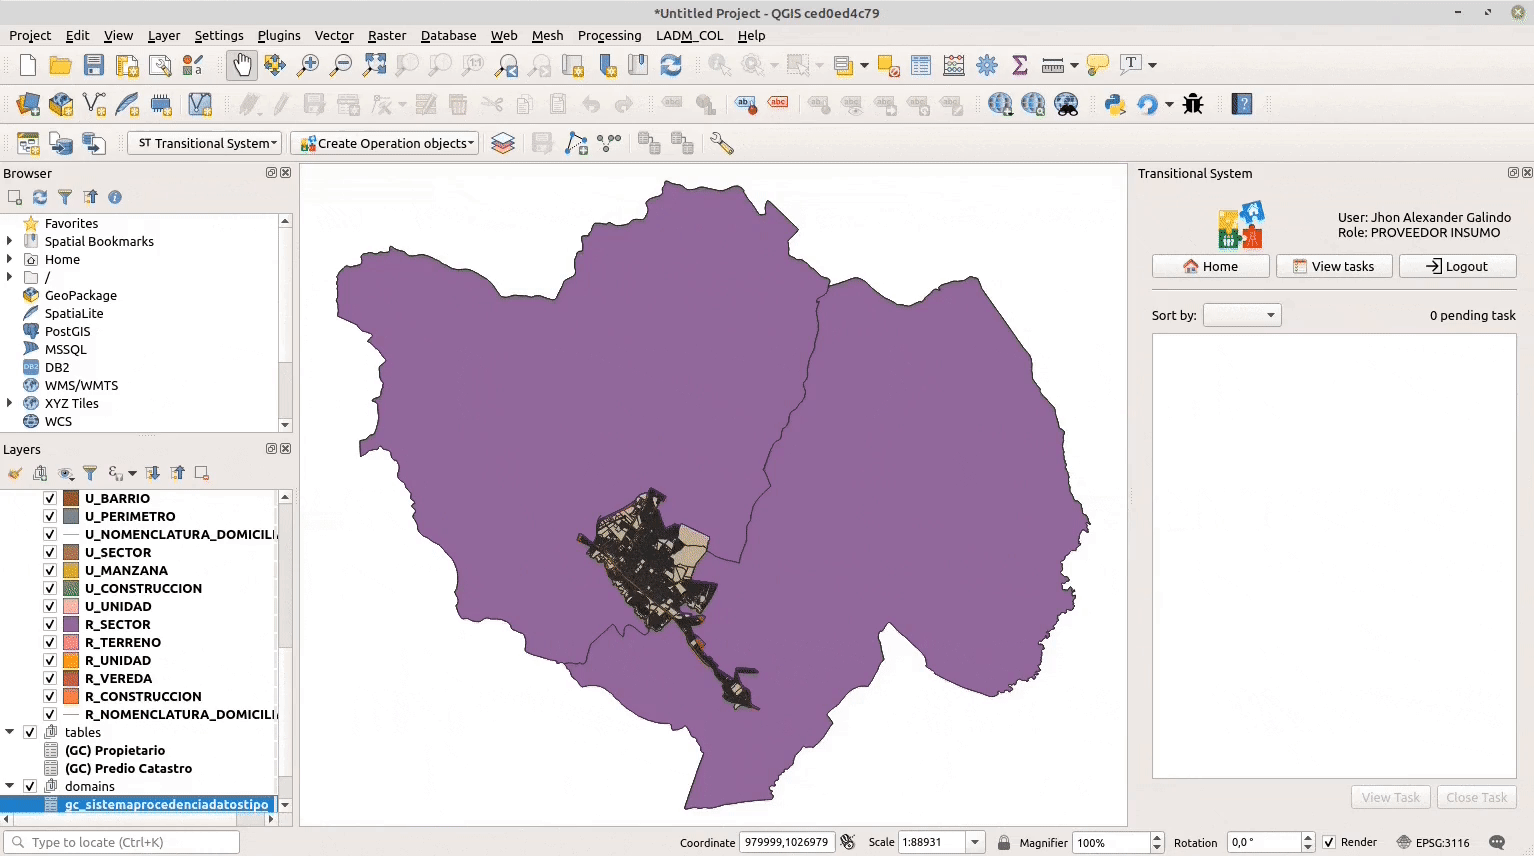 *Untitled Project - QGIS ced0ed4c79
Project Edit View Layer Settings Plugins Vector Raster Database Web Mesh Processing LADM_COL Help
ST Transitional System
Create Operation objects
Browser
Favorites
Spatial Bookmarks
Home
/
GeoPackage
SpatiaLite
PostGIS
MSSQL
DB2
WMS/WMTS
XYZ Tiles
WCS
Layers
U_BARRIO
U_PERIMETRO
U_NOMENCLATURA_DOMICILI
U_SECTOR
U_MANZANA
U_CONSTRUCCION
U_UNIDAD
R_SECTOR
R_TERRENO
R_UNIDAD
R_VEREDA
R_CONSTRUCCION
R_NOMENCLATURA_DOMICILI
tables
(GC) Propietario
(GC) Predio Catastro
domains
gc_sistemaprocedenciadatostipo
Transitional System
User: Jhon Alexander Galindo
Role: PROVEEDOR INSUMO
Home View tasks Logout
Sort by: 0 pending task
View Task Close Task
Type to locate (Ctrl+K)
Coordinate 979999,1026979 Scale 1:88931 Magnifier 100% Rotation 0,0 ° Render EPSG:3116